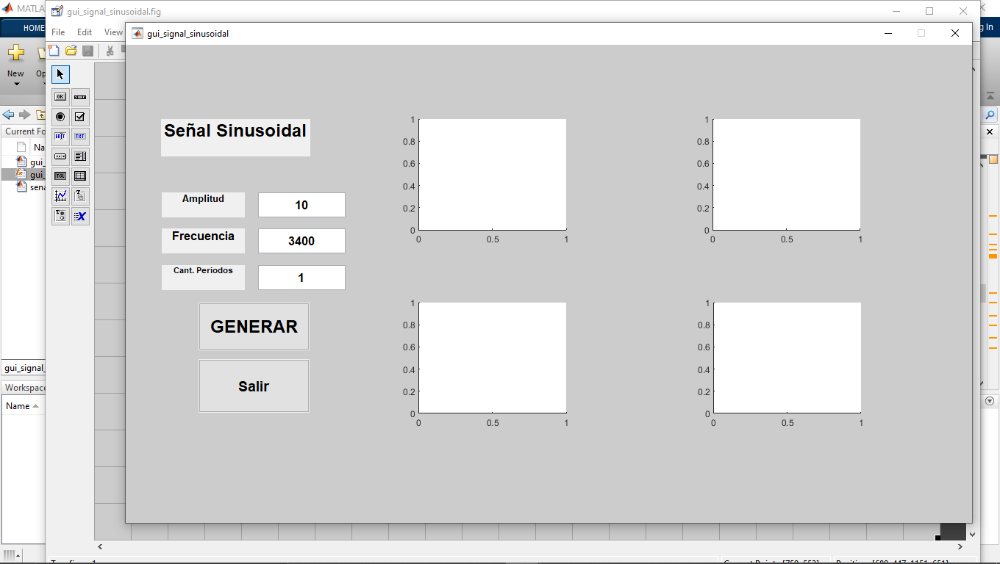 MATLA
gui_signal_sinusoidal.fig
HOME
File Edit View
gui_signal_sinusoidal
g In
New
Op
Current Fo
Na
gui_
gui_
sena
gui_signal_
Workspace
Name
OK
EDIT TXT
TGL
Señal Sinusoidal
Amplitud 10
Frecuencia 3400
Cant. Periodos 1
GENERAR
Salir
1
0.8
0.6
0.4
0.2
0
0 0.5 1
1
0.8
0.6
0.4
0.2
0
0 0.5 1
1
0.8
0.6
0.4
0.2
0
0 0.5 1
1
0.8
0.6
0.4
0.2
0
0 0.5 1